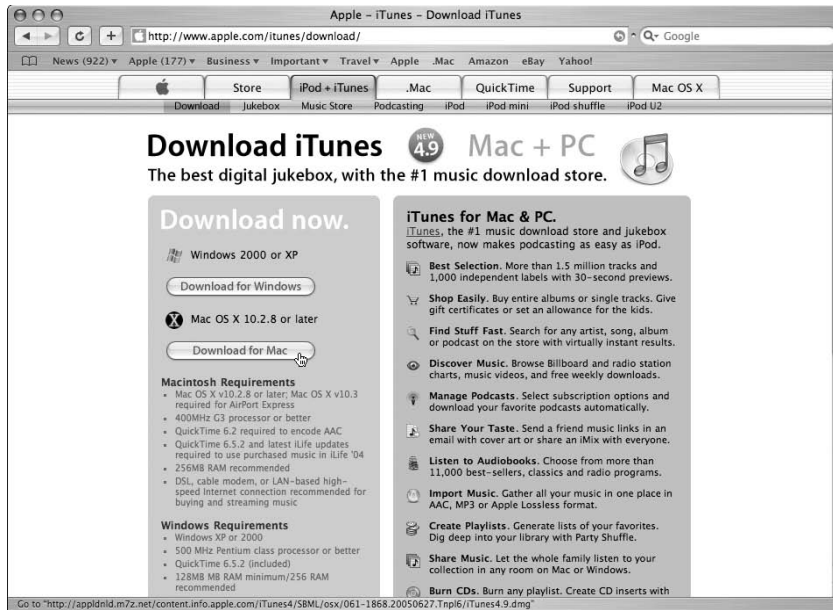 Apple – iTunes – Download iTunes
http://www.apple.com/itunes/download/
Google
News (922) Apple (177) Business Important Travel Apple .Mac Amazon eBay Yahoo!
Store iPod + iTunes .Mac QuickTime Support Mac OS X
Download Jukebox Music Store Podcasting iPod iPod mini iPod shuffle iPod U2
Download iTunes NEW 4.9 Mac + PC
The best digital jukebox, with the #1 music download store.
Download now.
Windows 2000 or XP
Download for Windows
Mac OS X 10.2.8 or later
Download for Mac
Macintosh Requirements
• Mac OS X v10.2.8 or later; Mac OS X v10.3
required for AirPort Express
• 400MHz G3 processor or better
• QuickTime 6.2 required to encode AAC
• QuickTime 6.5.2 and latest iLife updates
required to use purchased music in iLife '04
• 256MB RAM recommended
• DSL, cable modem, or LAN-based high-
speed Internet connection recommended for
buying and streaming music
Windows Requirements
• Windows XP or 2000
• 500 MHz Pentium class processor or better
• QuickTime 6.5.2 (included)
• 128MB MB RAM minimum/256 RAM
recommended
iTunes for Mac & PC.
iTunes, the #1 music download store and jukebox
software, now makes podcasting as easy as iPod.
Best Selection. More than 1.5 million tracks and
1,000 independent labels with 30-second previews.
Shop Easily. Buy entire albums or single tracks. Give
gift certificates or set an allowance for the kids.
Find Stuff Fast. Search for any artist, song, album
or podcast on the store with virtually instant results.
Discover Music. Browse Billboard and radio station
charts, music videos, and free weekly downloads.
Manage Podcasts. Select subscription options and
download your favorite podcasts automatically.
Share Your Taste. Send a friend music links in an
email with cover art or share an iMix with everyone.
Listen to Audiobooks. Choose from more than
11,000 best-sellers, classics and radio programs.
Import Music. Gather all your music in one place in
AAC, MP3 or Apple Lossless format.
Create Playlists. Generate lists of your favorites.
Dig deep into your library with Party Shuffle.
Share Music. Let the whole family listen to your
collection in any room on Mac or Windows.
Burn CDs. Burn any playlist. Create CD inserts with
Go to "http://appldnld.m7z.net/content.info.apple.com/iTunes4/SBML/osx/061-1868.20050627.Tnpl6/iTunes4.9.dmg"